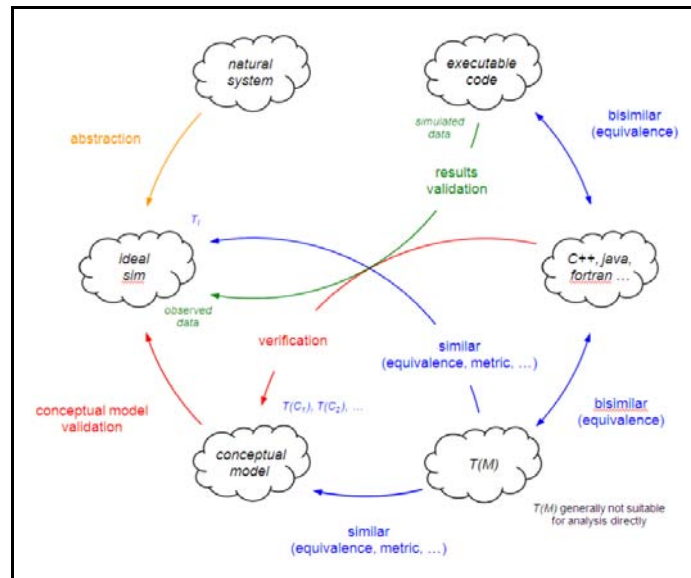 natural
system
executable
code
simulated
data
bisimilar
(equivalence)
abstraction
results
validation
T_I
ideal
sim
C++, java,
fortran ...
observed
data
verification
similar
(equivalence, metric, ...)
conceptual model
validation
T(C₁), T(C₂), ...
bisimilar
(equivalence)
conceptual
model
T(M)
T(M) generally not suitable
for analysis directly
similar
(equivalence, metric, ...)